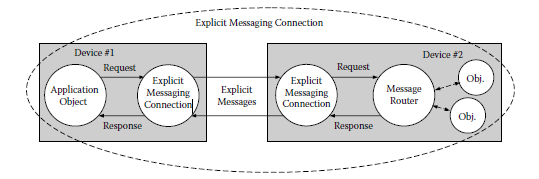 Explicit Messaging Connection
Device #1
Device #2
Request
Request
Application
Object
Explicit
Messaging
Connection
Explicit
Messages
Explicit
Messaging
Connection
Message
Router
Obj.
Obj.
Response
Response